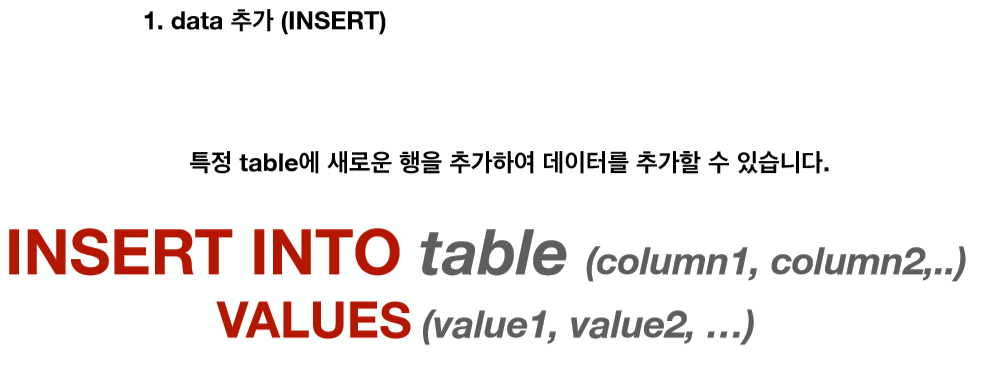 1. data 추가 (INSERT)
특정 table에 새로운 행을 추가하여 데이터를 추가할 수 있습니다.
INSERT INTO table (column1, column2,..)
VALUES (value1, value2, …)